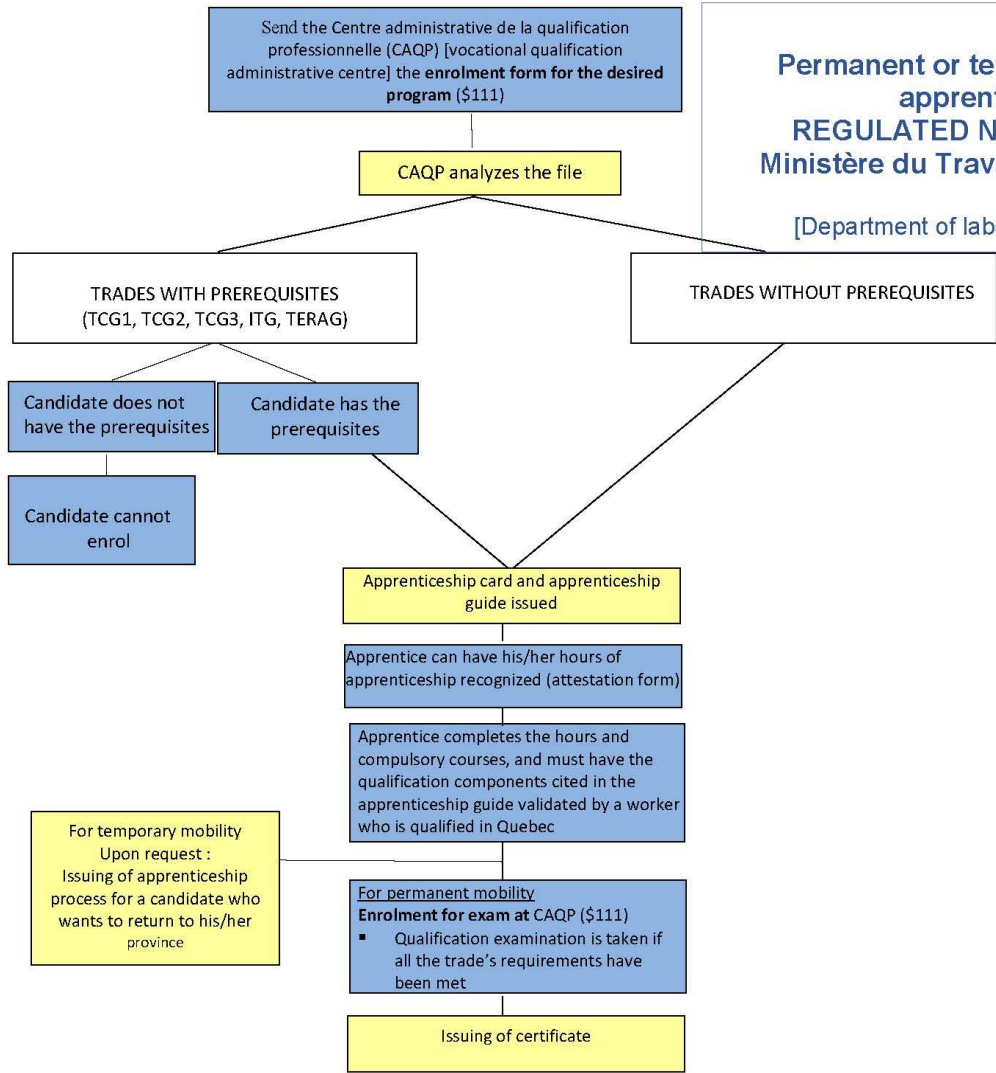 Send the Centre administrative de la qualification
professionnelle (CAQP) [vocational qualification
administrative centre] the enrolment form for the desired
program ($111)
Permanent or te
apprent
REGULATED N
Ministère du Trava
[Department of lab
CAQP analyzes the file
TRADES WITH PREREQUISITES
(TCG1, TCG2, TCG3, ITG, TERAG)
TRADES WITHOUT PREREQUISITES
Candidate does not
have the prerequisites
Candidate has the
prerequisites
Candidate cannot
enrol
Apprenticeship card and apprenticeship
guide issued
Apprentice can have his/her hours of
apprenticeship recognized (attestation form)
Apprentice completes the hours and
compulsory courses, and must have the
qualification components cited in the
apprenticeship guide validated by a worker
who is qualified in Quebec
For temporary mobility
Upon request :
Issuing of apprenticeship
process for a candidate who
wants to return to his/her
province
For permanent mobility
Enrolment for exam at CAQP ($111)
▪ Qualification examination is taken if
all the trade's requirements have
been met
Issuing of certificate